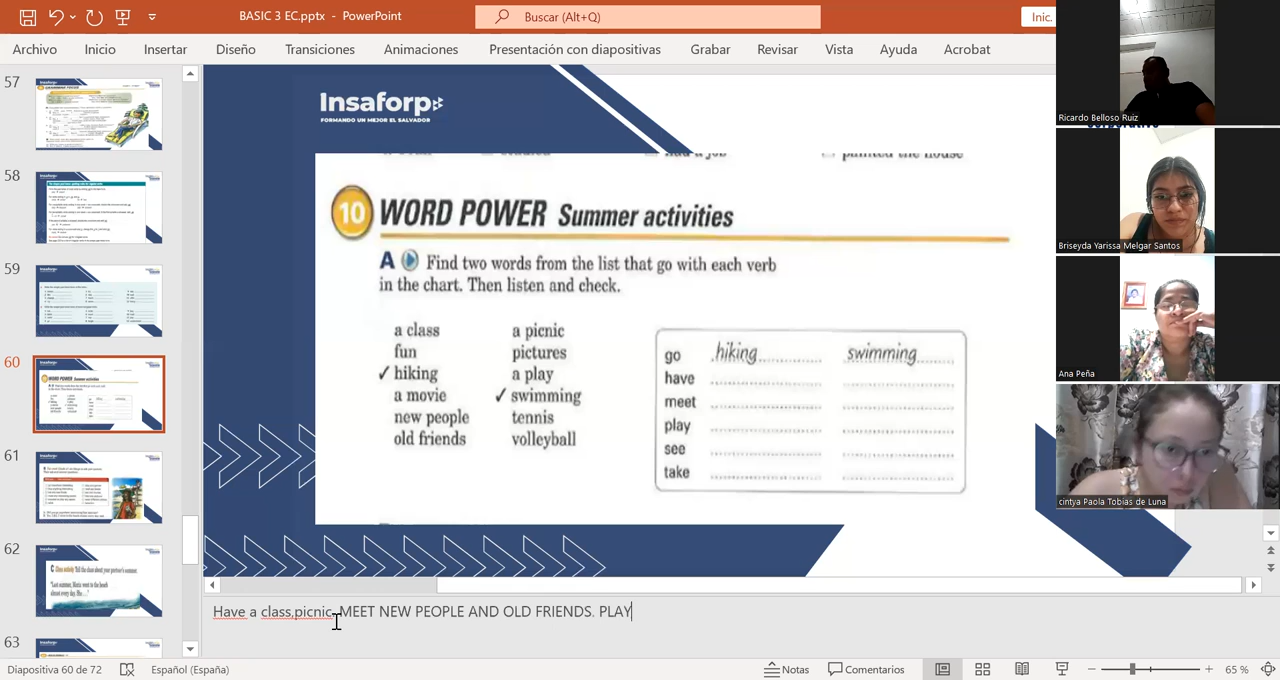 BASIC 3 EC.pptx - PowerPoint
Buscar (Alt+Q)
Inic.
Archivo Inicio Insertar Diseño Transiciones Animaciones Presentación con diapositivas Grabar Revisar Vista Ayuda Acrobat
57
58
59
60
61
62
63
Insaforp
FORMANDO UN MEJOR EL SALVADOR
had a job painted the house
10 WORD POWER Summer activities
A Find two words from the list that go with each verb
in the chart. Then listen and check.
a class a picnic
fun pictures
✓ hiking a play
a movie ✓ swimming
new people tennis
old friends volleyball
go hiking swimming
have
meet
play
see
take
Have a class,picnic. MEET NEW PEOPLE AND OLD FRIENDS. PLAY
Ricardo Belloso Ruiz
Briseyda Yarissa Melgar Santos
Ana Peña
cintya Paola Tobias de Luna
Diapositiva 60 de 72 Español (España) Notas Comentarios 65 %